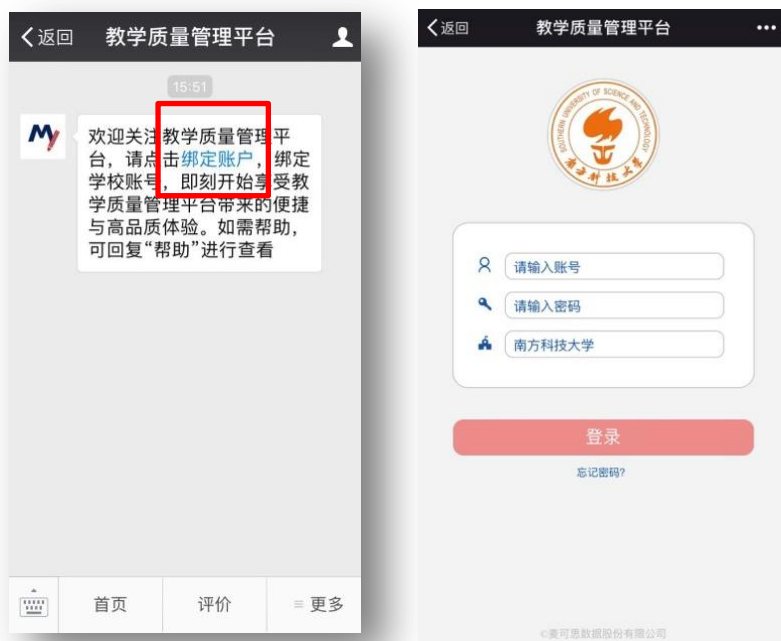 返回 教学质量管理平台
15:51
My
欢迎关注教学质量管理平
台，请点击绑定账户，绑定
学校账号，即刻开始享受教
学质量管理平台带来的便捷
与高品质体验。如需帮助，
可回复“帮助”进行查看
首页 评价 更多
返回 教学质量管理平台
SOUTHERN UNIVERSITY OF SCIENCE AND TECHNOLOGY
南方科技大学
请输入账号
请输入密码
南方科技大学
登录
忘记密码?
©麦可思数据股份有限公司